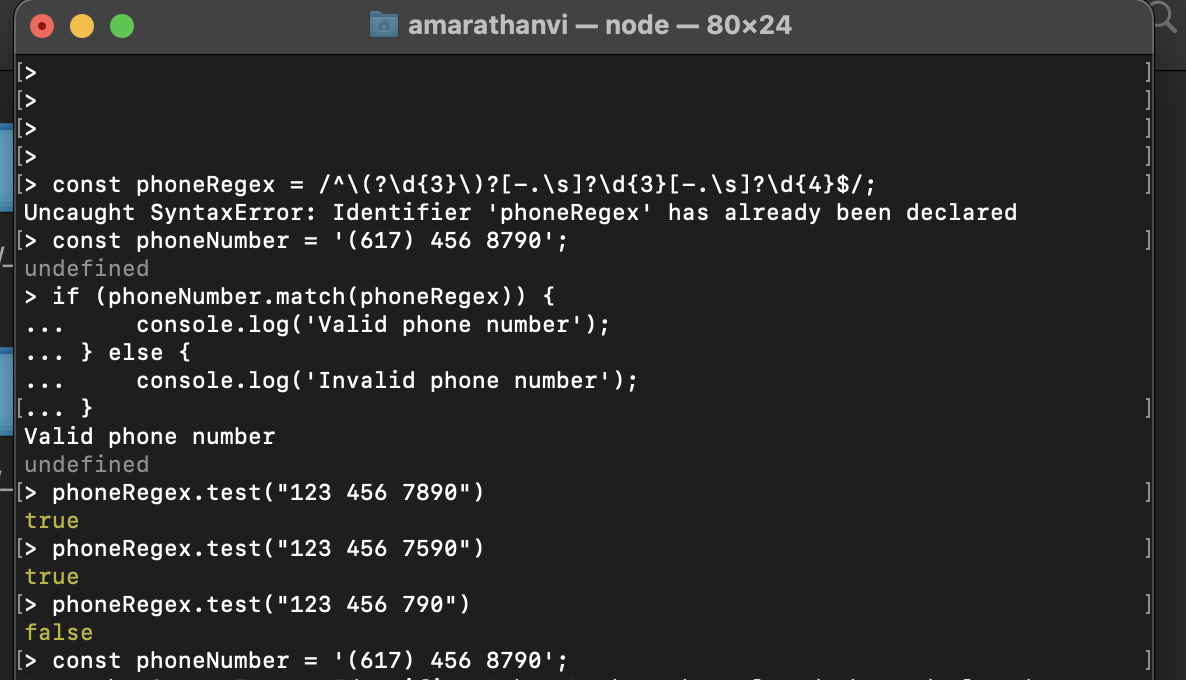 amarathanvi — node — 80×24
[>                                                                              ]
[>                                                                              ]
[>                                                                              ]
[>                                                                              ]
[> const phoneRegex = /^\(?\d{3}\)?[-.\s]?\d{3}[-.\s]?\d{4}$/;                  ]
Uncaught SyntaxError: Identifier 'phoneRegex' has already been declared
[> const phoneNumber = '(617) 456 8790';                                        ]
undefined
> if (phoneNumber.match(phoneRegex)) {
...     console.log('Valid phone number');
... } else {
...     console.log('Invalid phone number');
[... }                                                                          ]
Valid phone number
undefined
[> phoneRegex.test("123 456 7890")                                              ]
true
[> phoneRegex.test("123 456 7590")                                              ]
true
[> phoneRegex.test("123 456 790")                                               ]
false
[> const phoneNumber = '(617) 456 8790';                                        ]